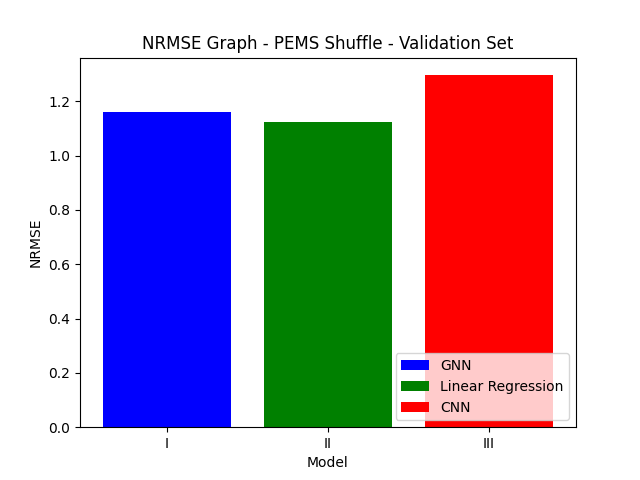 NRMSE Graph - PEMS Shuffle - Validation Set
NRMSE
1.2
1.0
0.8
0.6
0.4
0.2
0.0
GNN
Linear Regression
CNN
I
II
III
Model